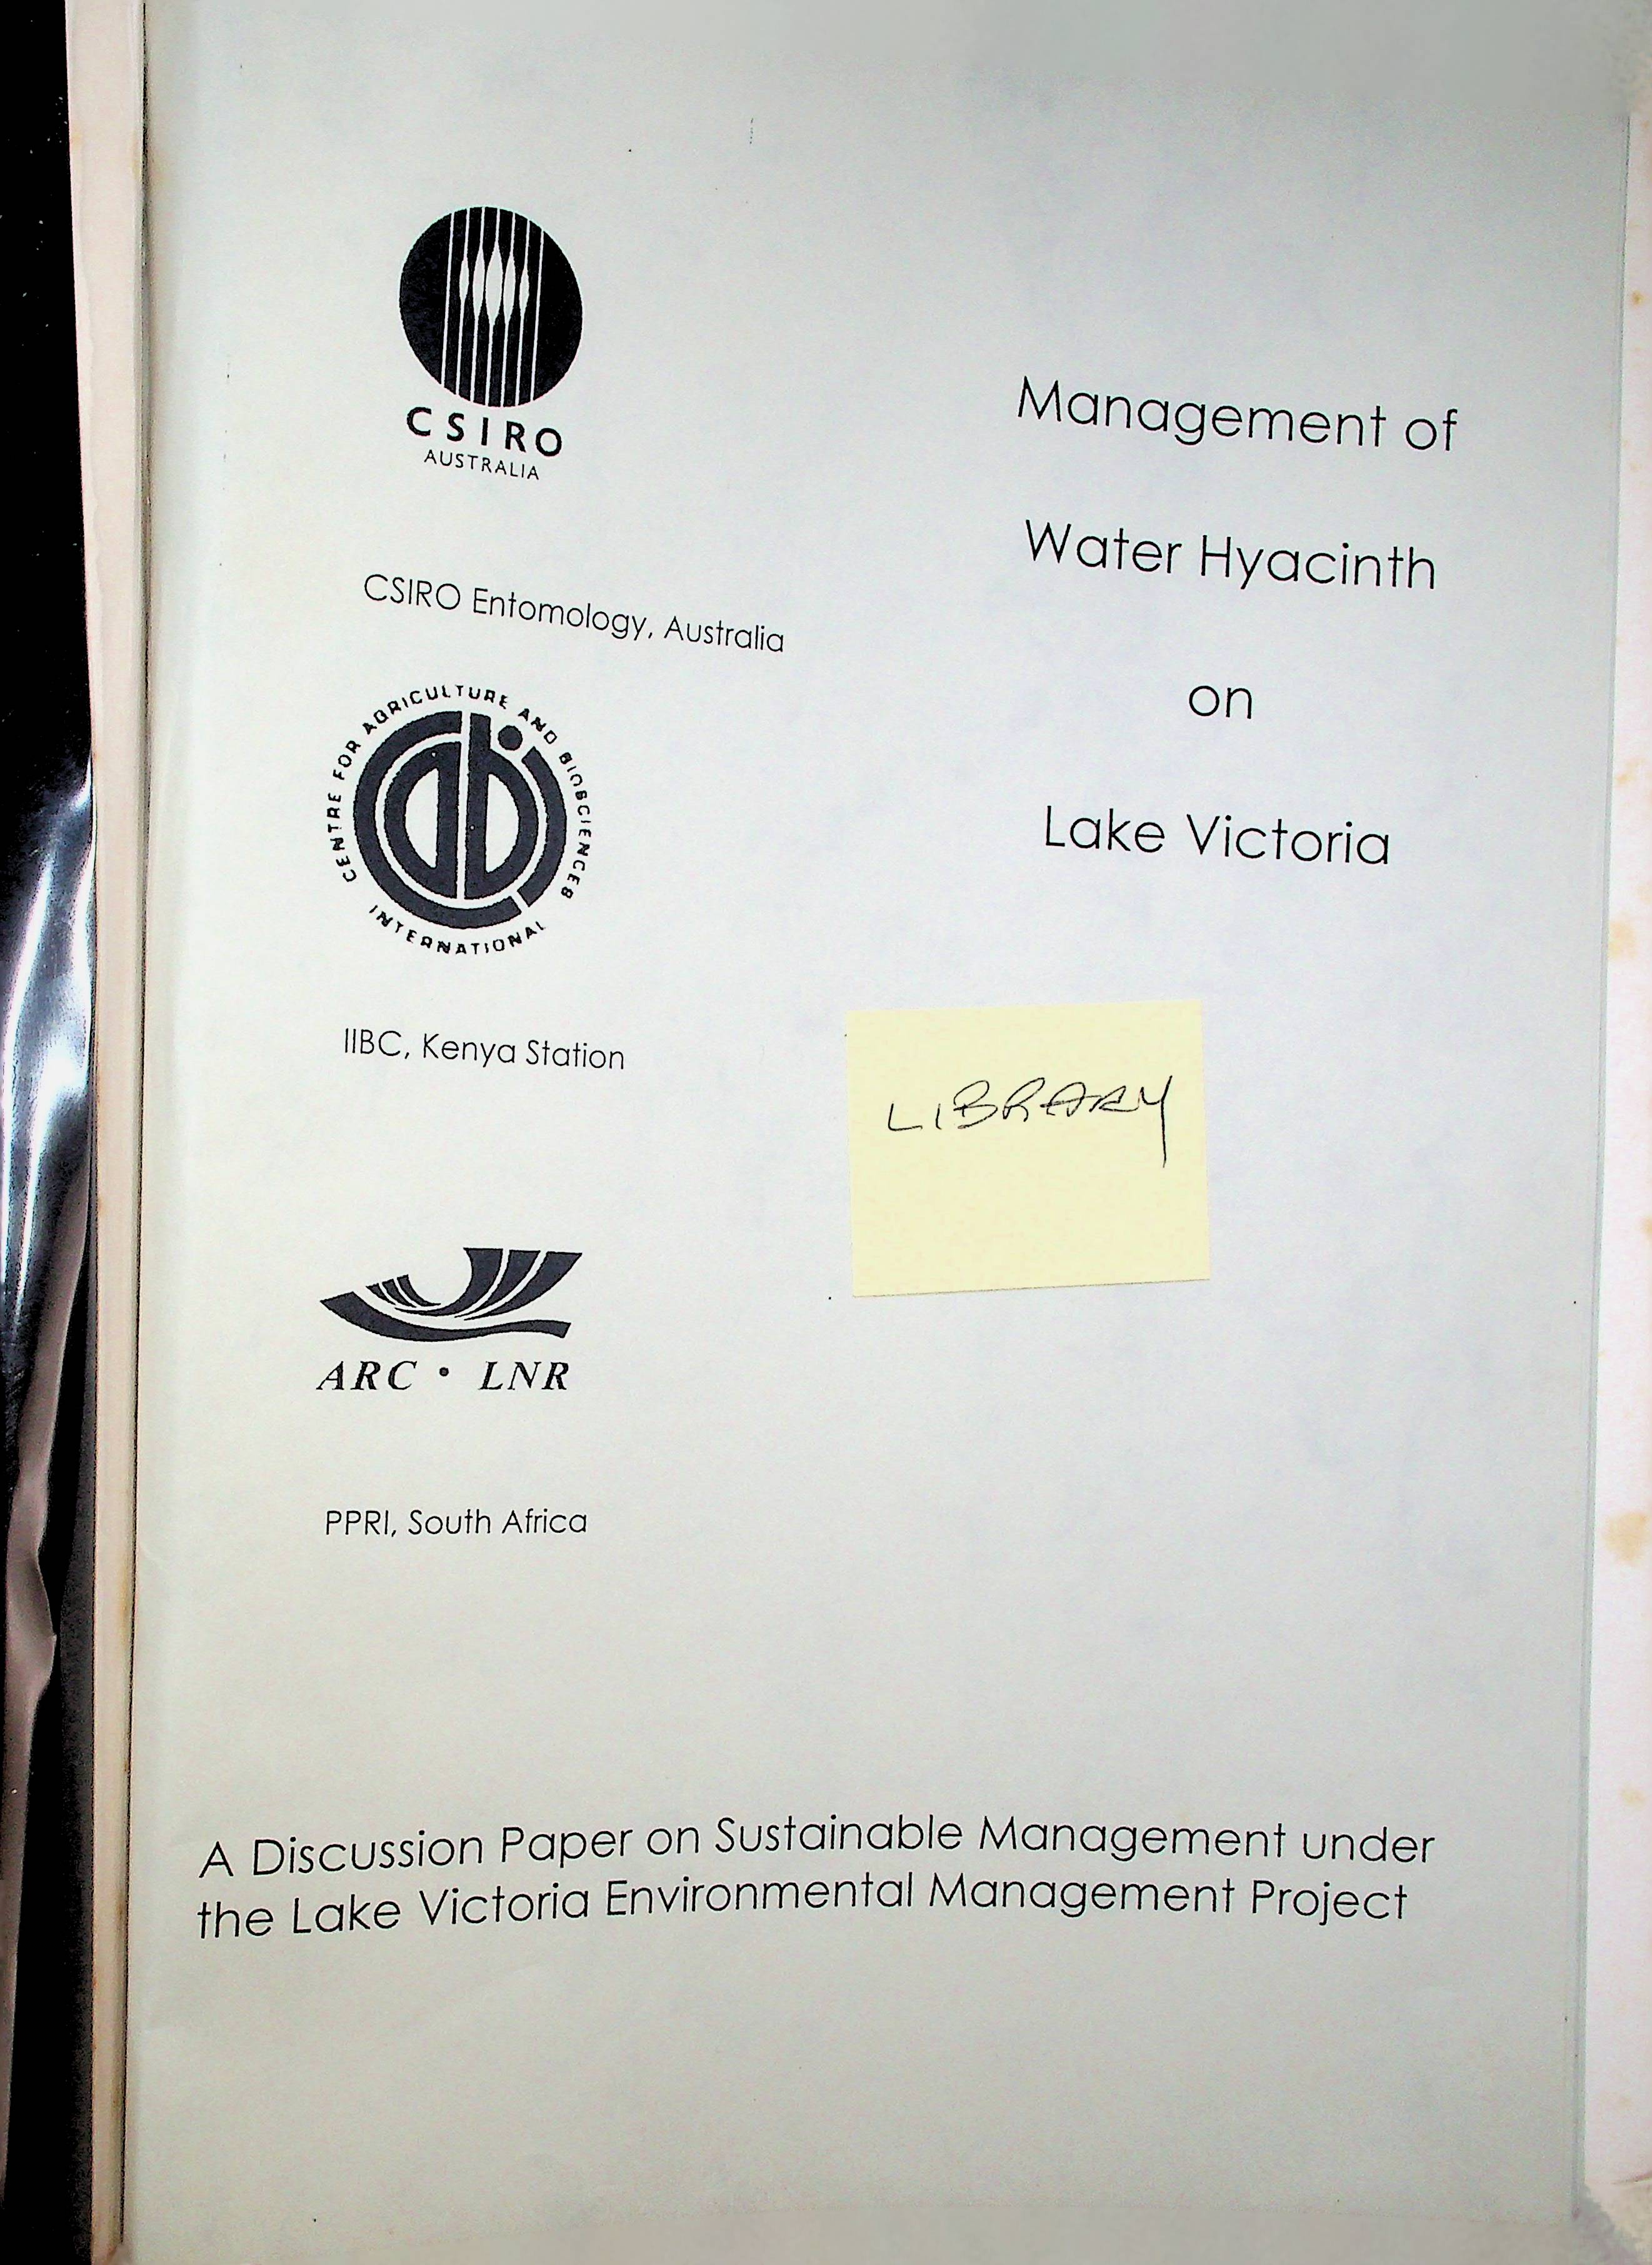 CSIRO
AUSTRALIA
CSIRO Entomology, Australia
CENTRE FOR AGRICULTURE AND BIOSCIENCES
cabi
INTERNATIONAL
IIBC, Kenya Station
ARC • LNR
PPRI, South Africa
Management of
Water Hyacinth
on
Lake Victoria
LIBRARY
A Discussion Paper on Sustainable Management under
the Lake Victoria Environmental Management Project